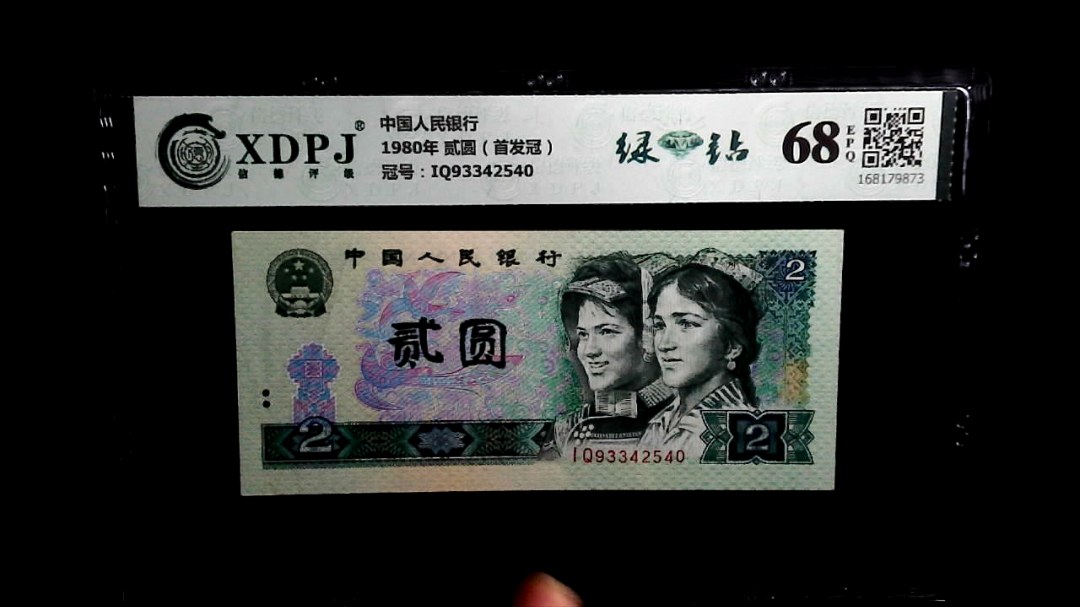 XDPJ®
信德评级
中国人民银行
1980年 贰圆（首发冠）
冠号：IQ93342540
绿钻
68
EPQ
168179873
中国人民银行
2
贰圆
2
2
IQ93342540